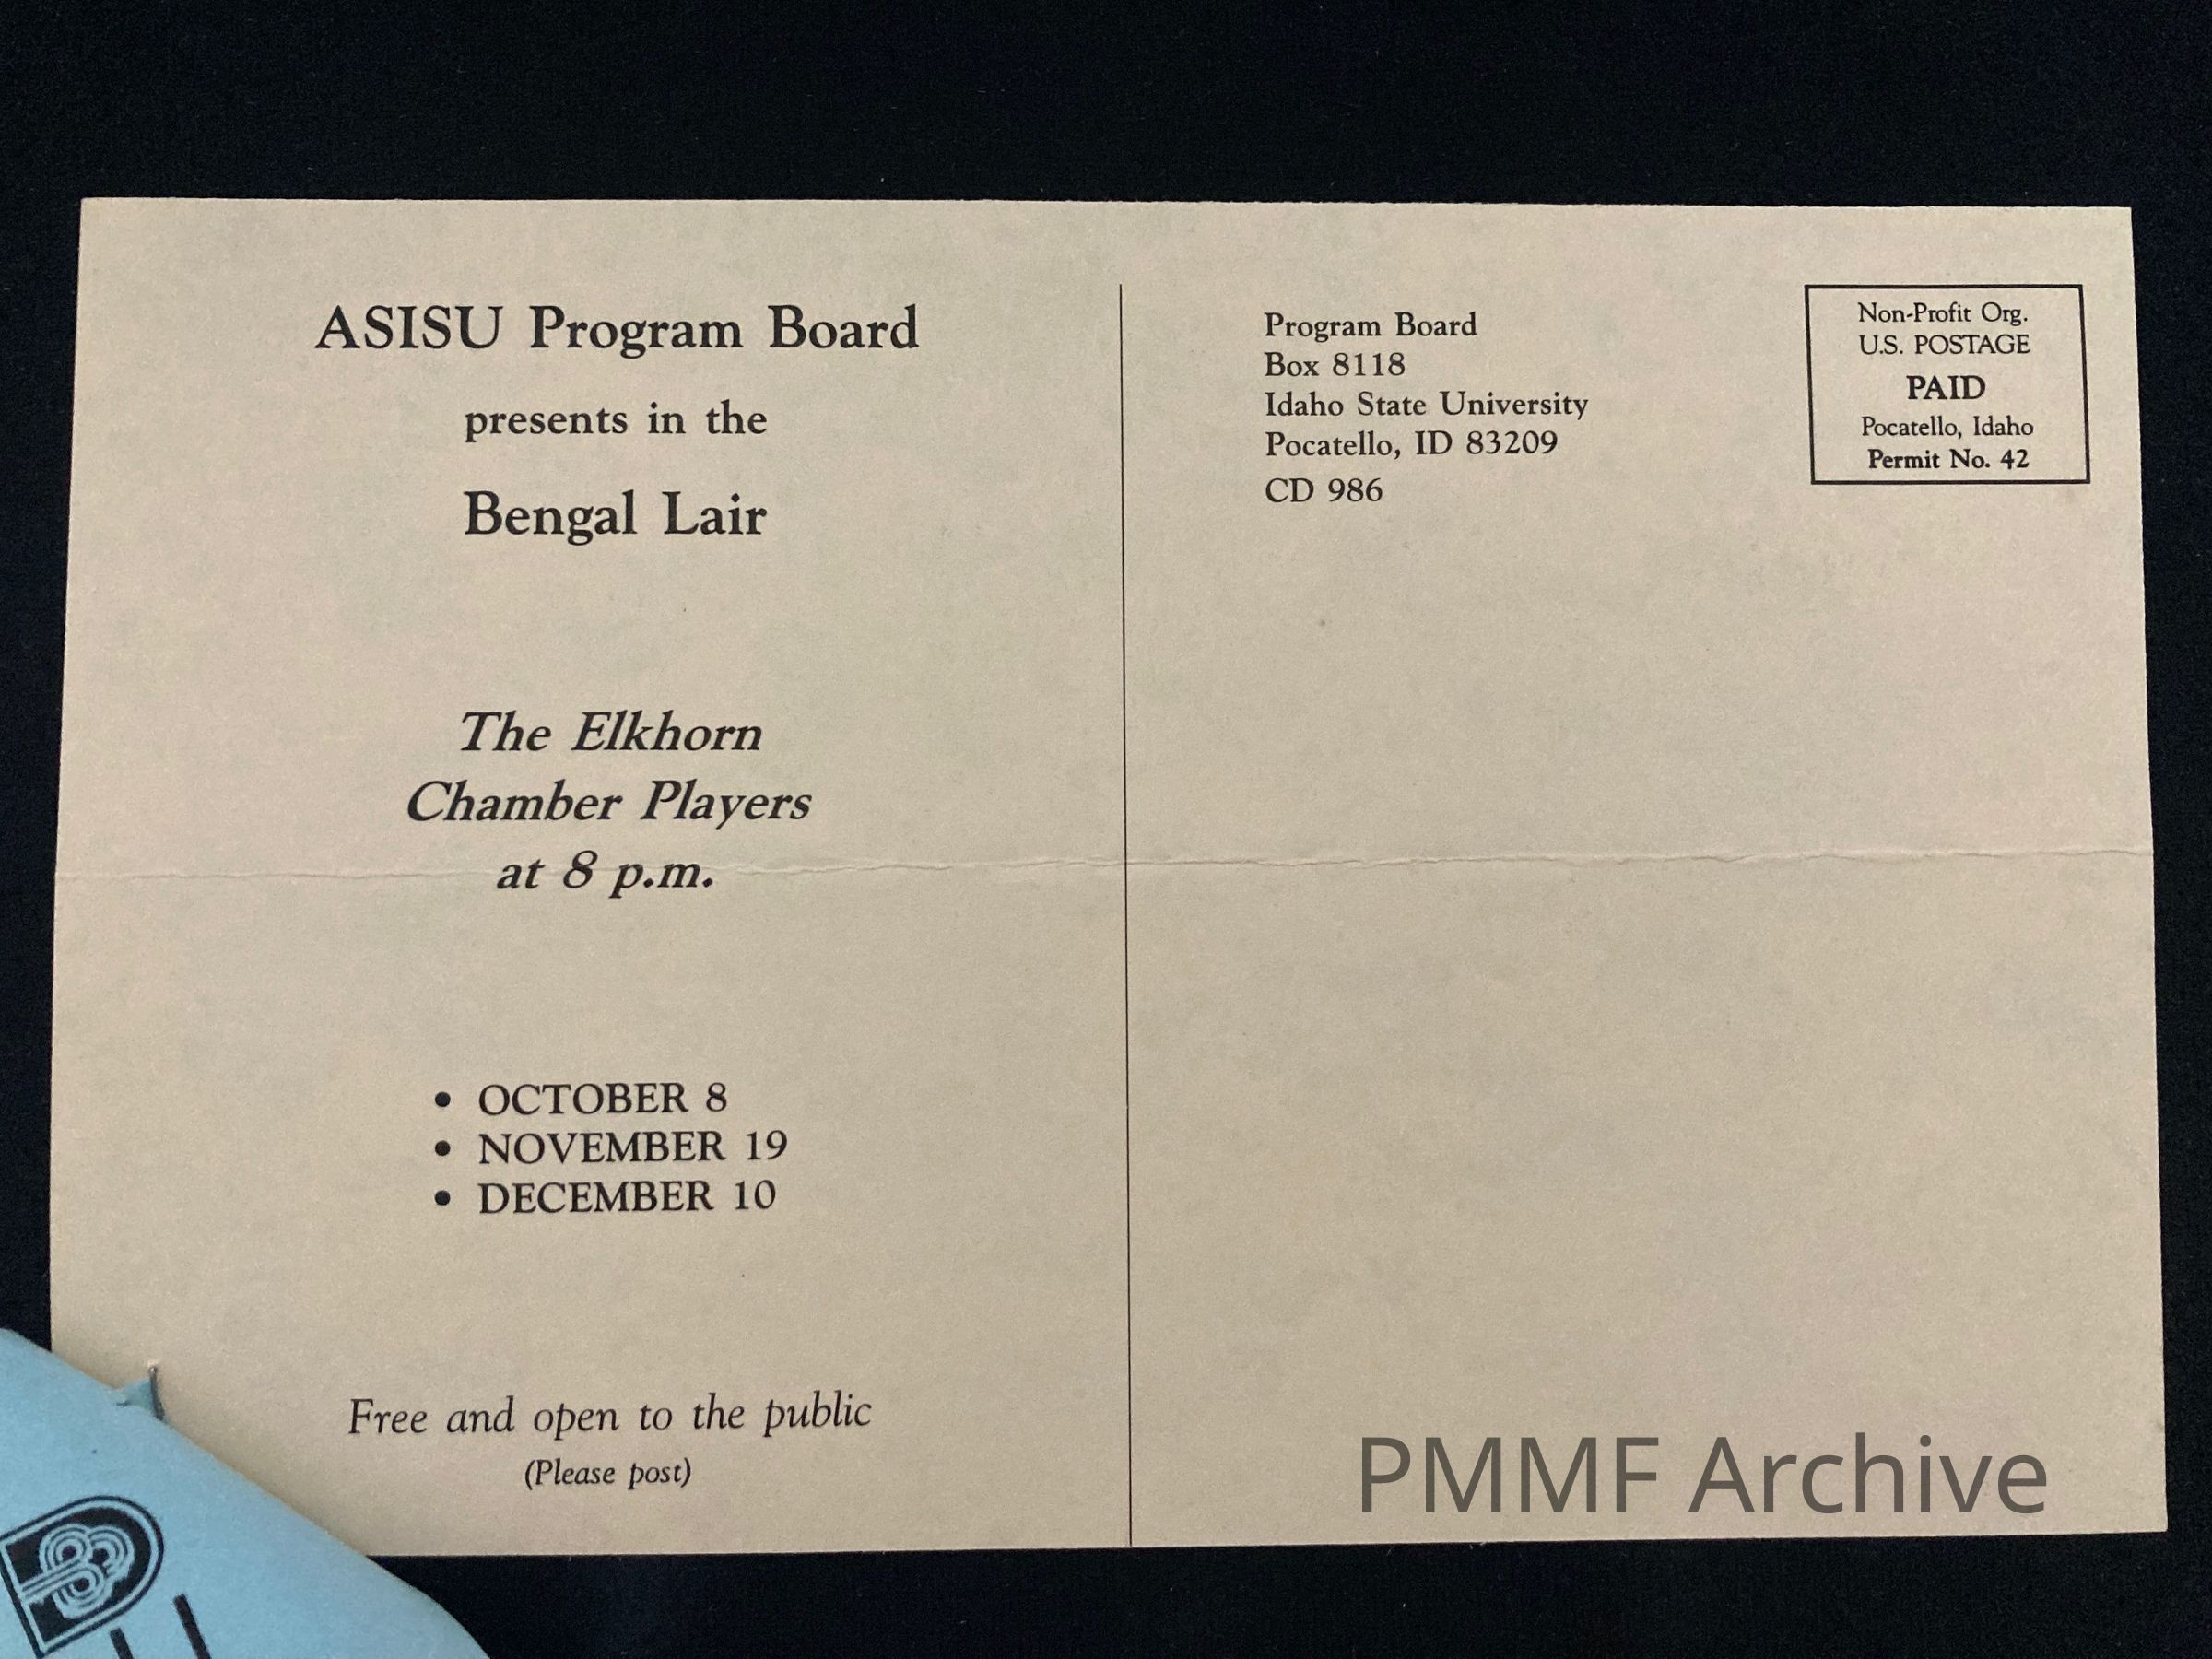 ASISU Program Board
presents in the
Bengal Lair
The Elkhorn
Chamber Players
at 8 p.m.
• OCTOBER 8
• NOVEMBER 19
• DECEMBER 10
Free and open to the public
(Please post)
Program Board
Box 8118
Idaho State University
Pocatello, ID 83209
CD 986
Non-Profit Org.
U.S. POSTAGE
PAID
Pocatello, Idaho
Permit No. 42
PMMF Archive